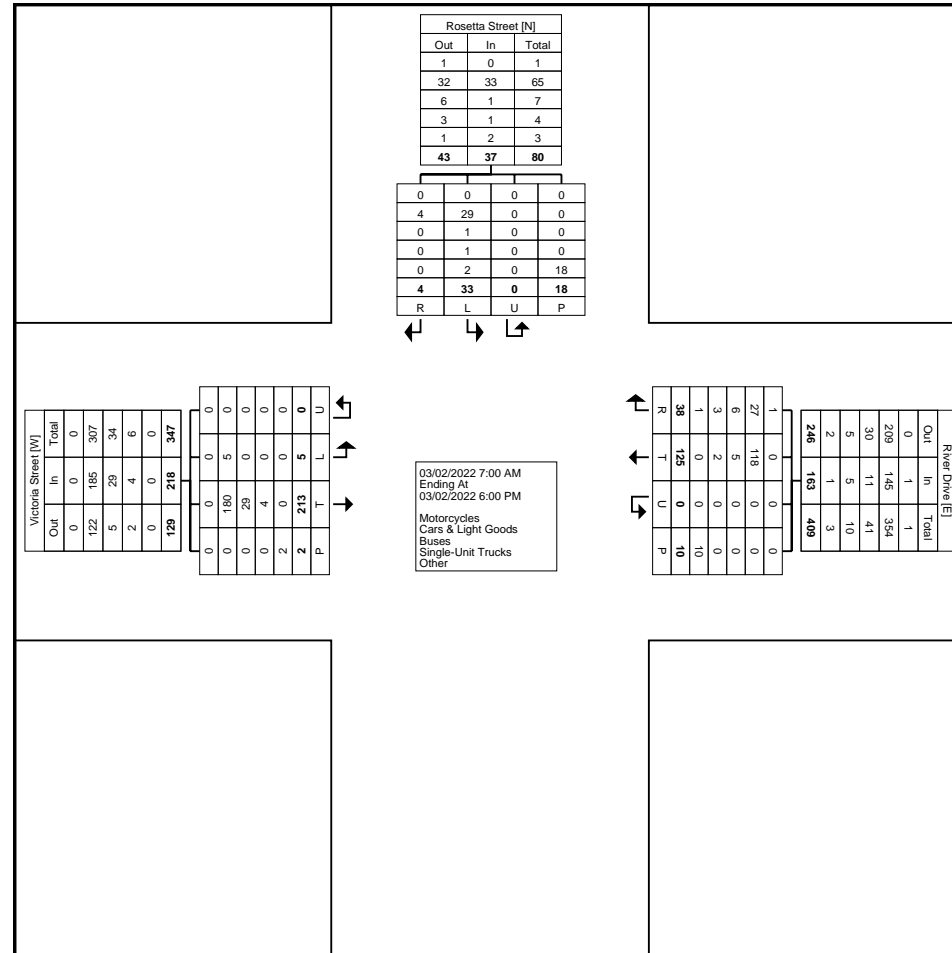 Rosetta Street [N]
Out In Total
1 0 1
32 33 65
6 1 7
3 1 4
1 2 3
43 37 80
0 0 0 0
4 29 0 0
0 1 0 0
0 1 0 0
0 2 0 18
4 33 0 18
R L U P
Victoria Street [W]
Out In Total
0 0 0
122 185 307
5 29 34
2 4 6
0 0 0
129 218 347
0 0 0 0
0 180 5 0
0 29 0 0
0 4 0 0
2 0 0 0
2 213 5 0
P T L U
03/02/2022 7:00 AM
Ending At
03/02/2022 6:00 PM
Motorcycles
Cars & Light Goods
Buses
Single-Unit Trucks
Other
River Drive [E]
Out In Total
0 1 1
209 145 354
30 11 41
5 5 10
2 1 3
246 163 409
1 0 0 0
27 118 0 0
6 5 0 0
3 2 0 0
1 0 0 10
38 125 0 10
R T U P